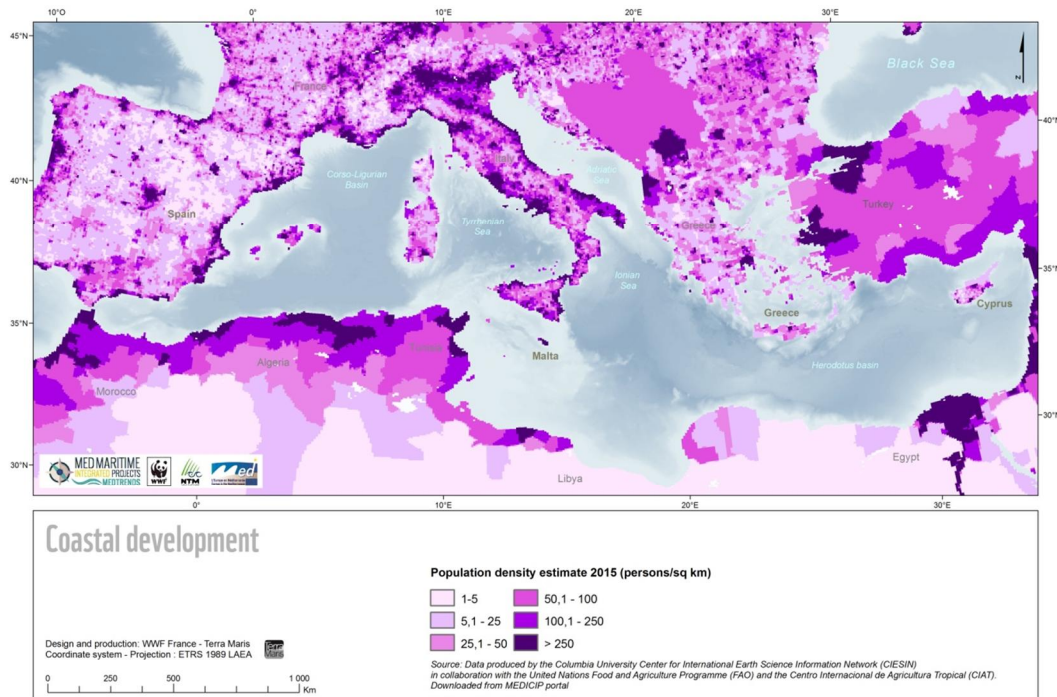 10°O 0° 10°E 20°E 30°E
45°N
Black Sea
N
France
40°N
Corso-Ligurian
Basin
Italy
Adriatic
Sea
40°N
Spain
Tyrrhenian
Sea
Greece
Turkey
35°N
Ionian
Sea
Greece
Cyprus
35°N
Malta
Tunisia
Algeria
Herodotus basin
Morocco
30°N
30°N
Egypt
Libya
MED MARITIME
INTEGRATED PROJECTS
MEDTRENDS
WWF
NTM
Med
0° 10°E 20°E 30°E
Coastal development
Population density estimate 2015 (persons/sq km)
1-5 50,1 - 100
5,1 - 25 100,1 - 250
25,1 - 50 > 250
Design and production: WWF France - Terra Maris
Coordinate system - Projection : ETRS 1989 LAEA
Terra
Maris
0 250 500 1 000
Km
Source: Data produced by the Columbia University Center for International Earth Science Information Network (CIESIN)
in collaboration with the United Nations Food and Agriculture Programme (FAO) and the Centro Internacional de Agricultura Tropical (CIAT).
Downloaded from MEDICIP portal